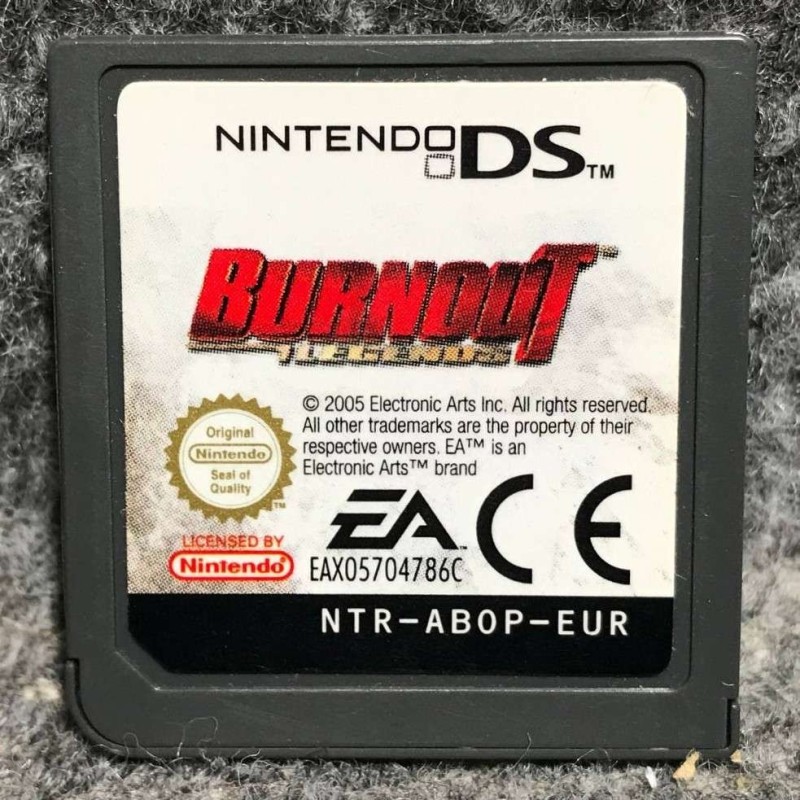 NINTENDO DS™
BURNOUT
LEGENDS
© 2005 Electronic Arts Inc. All rights reserved.
All other trademarks are the property of their
respective owners. EA™ is an
Electronic Arts™ brand
Original
Nintendo
Seal of
Quality
TM
LICENSED BY
Nintendo®
EA™
EAX05704786C
CE
NTR-ABOP-EUR